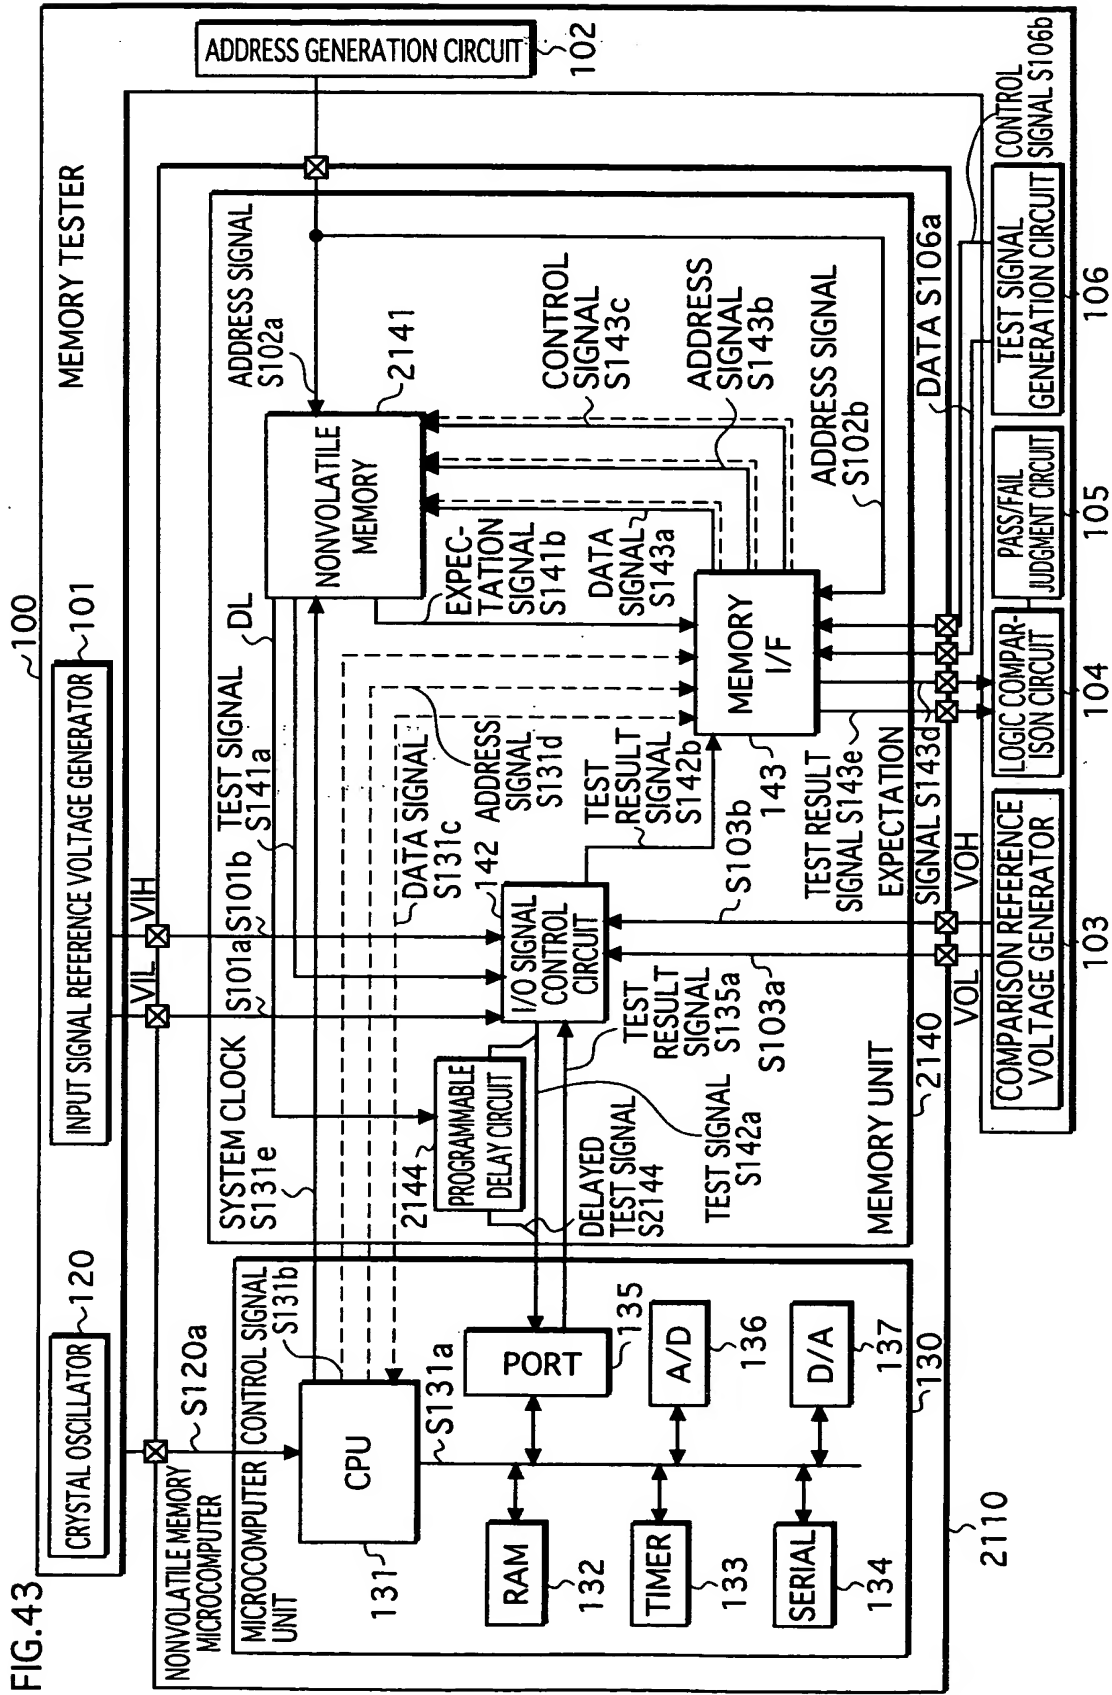 FIG.43
100
MEMORY TESTER
CRYSTAL OSCILLATOR
120
INPUT SIGNAL REFERENCE VOLTAGE GENERATOR
101
ADDRESS GENERATION CIRCUIT
102
S120a
VIL
VIH
NONVOLATILE MEMORY
MICROCOMPUTER
MICROCOMPUTER
UNIT
CONTROL SIGNAL
S131b
SYSTEM CLOCK
S131e
S101a
S101b
TEST SIGNAL
S141a
DL
ADDRESS SIGNAL
S102a
CPU
131
S131a
NONVOLATILE
MEMORY
2141
DATA SIGNAL
S131c
142
ADDRESS
SIGNAL
S131d
EXPEC-
TATION
SIGNAL
S141b
DATA
SIGNAL
S143a
CONTROL
SIGNAL
S143c
ADDRESS
SIGNAL
S143b
ADDRESS SIGNAL
S102b
2144
PROGRAMMABLE
DELAY CIRCUIT
I/O SIGNAL
CONTROL
CIRCUIT
TEST
RESULT
SIGNAL
S142b
MEMORY
I/F
143
DELAYED
TEST SIGNAL
S2144
TEST SIGNAL
S142a
TEST
RESULT
SIGNAL
S135a
S103a
S103b
TEST RESULT
SIGNAL S143e
EXPECTATION
SIGNAL S143d
DATA S106a
PORT
135
RAM
132
A/D
136
TIMER
133
D/A
137
SERIAL
134
130
MEMORY UNIT
2140
2110
VOL
VOH
CONTROL
SIGNAL S106b
COMPARISON REFERENCE
VOLTAGE GENERATOR
103
LOGIC COMPAR-
ISON CIRCUIT
104
PASS/FAIL
JUDGMENT CIRCUIT
105
TEST SIGNAL
GENERATION CIRCUIT
106